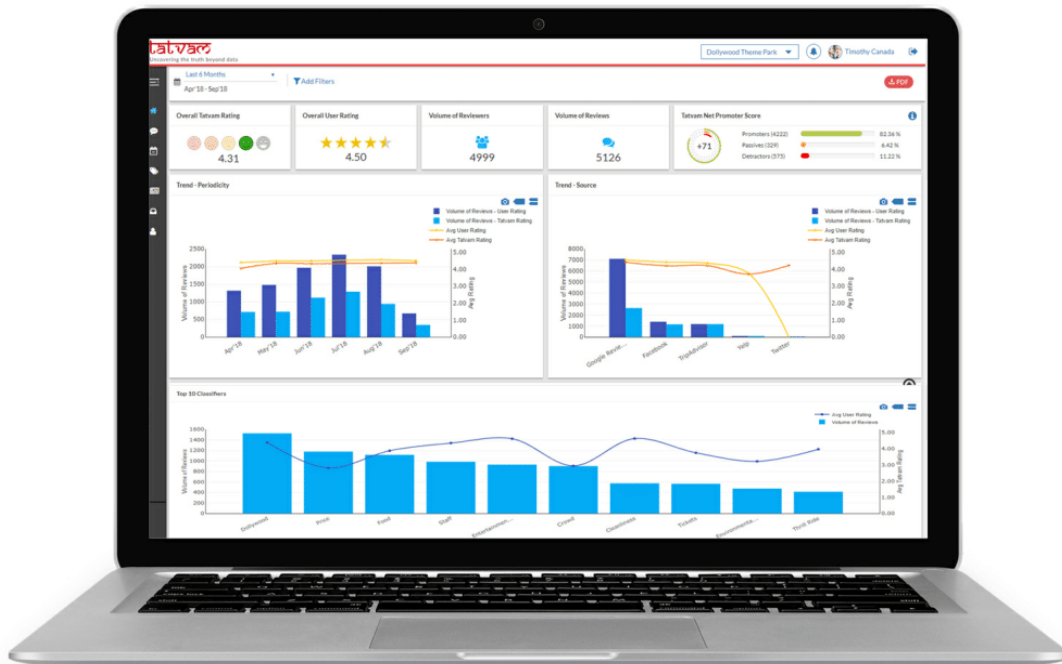 tatvam
Uncovering the truth beyond data
Dollywood Theme Park
Timothy Canada
Last 6 Months
Apr'18 - Sep'18
Add Filters
PDF
Overall Tatvam Rating
4.31
Overall User Rating
4.50
Volume of Reviewers
4999
Volume of Reviews
5126
Tatvam Net Promoter Score
+71
Promoters (4222) 82.36 %
Passives (329) 6.42 %
Detractors (575) 11.22 %
Trend - Periodicity
Volume of Reviews - User Rating
Volume of Reviews - Tatvam Rating
Avg User Rating
Avg Tatvam Rating
Volume of Reviews
2500
2000
1500
1000
500
0
5.00
4.00
3.00
2.00
1.00
0.00
Avg Rating
Apr'18 May'18 Jun'18 Jul'18 Aug'18 Sep'18
Trend - Source
Volume of Reviews - User Rating
Volume of Reviews - Tatvam Rating
Avg User Rating
Avg Tatvam Rating
Volume of Reviews
8000
7000
6000
5000
4000
3000
2000
1000
0
5.00
4.00
3.00
2.00
1.00
0.00
Avg Rating
Google Revie... Facebook TripAdvisor Yelp Twitter
Top 10 Classifiers
Avg User Rating
Volume of Reviews
Volume of Reviews
1600
1400
1200
1000
800
600
400
200
0
5.00
4.00
3.00
2.00
1.00
0.00
Avg Tatvam Rating
Dollywood Price Food Staff Entertainmen... Crowd Cleanliness Tickets Environmenta... Thrill Ride